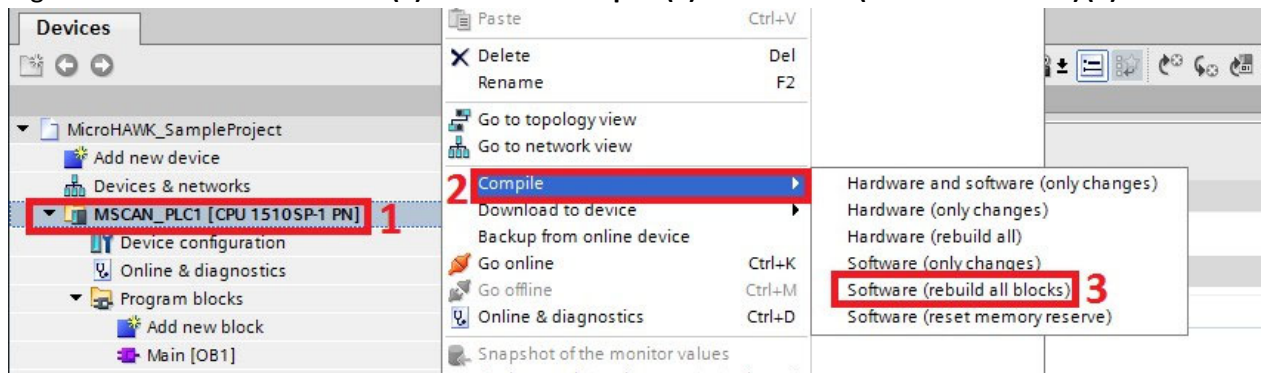 Devices
MicroHAWK_SampleProject
Add new device
Devices & networks
MSCAN_PLC1 [CPU 1510SP-1 PN] 1
Device configuration
Online & diagnostics
Program blocks
Add new block
Main [OB1]
Paste Ctrl+V
Delete Del
Rename F2
Go to topology view
Go to network view
2 Compile
Download to device
Backup from online device
Go online Ctrl+K
Go offline Ctrl+M
Online & diagnostics Ctrl+D
Snapshot of the monitor values
Hardware and software (only changes)
Hardware (only changes)
Hardware (rebuild all)
Software (only changes)
Software (rebuild all blocks) 3
Software (reset memory reserve)